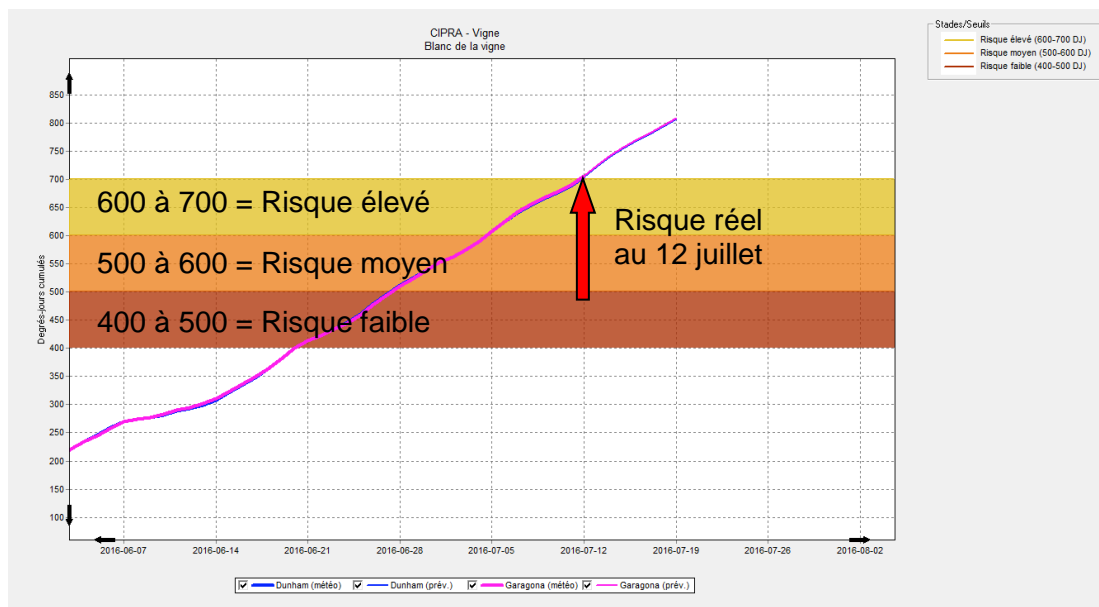 CIPRA - Vigne
Blanc de la vigne
Stades/Seuils
Risque élevé (600-700 DJ)
Risque moyen (500-600 DJ)
Risque faible (400-500 DJ)
Degrés-jours cumulés
850
800
750
700
650
600
550
500
450
400
350
300
250
200
150
100
600 à 700 = Risque élevé
500 à 600 = Risque moyen
400 à 500 = Risque faible
Risque réel
au 12 juillet
2016-06-07 2016-06-14 2016-06-21 2016-06-28 2016-07-05 2016-07-12 2016-07-19 2016-07-26 2016-08-02
Dunham (météo) Dunham (prév.) Garagona (météo) Garagona (prév.)